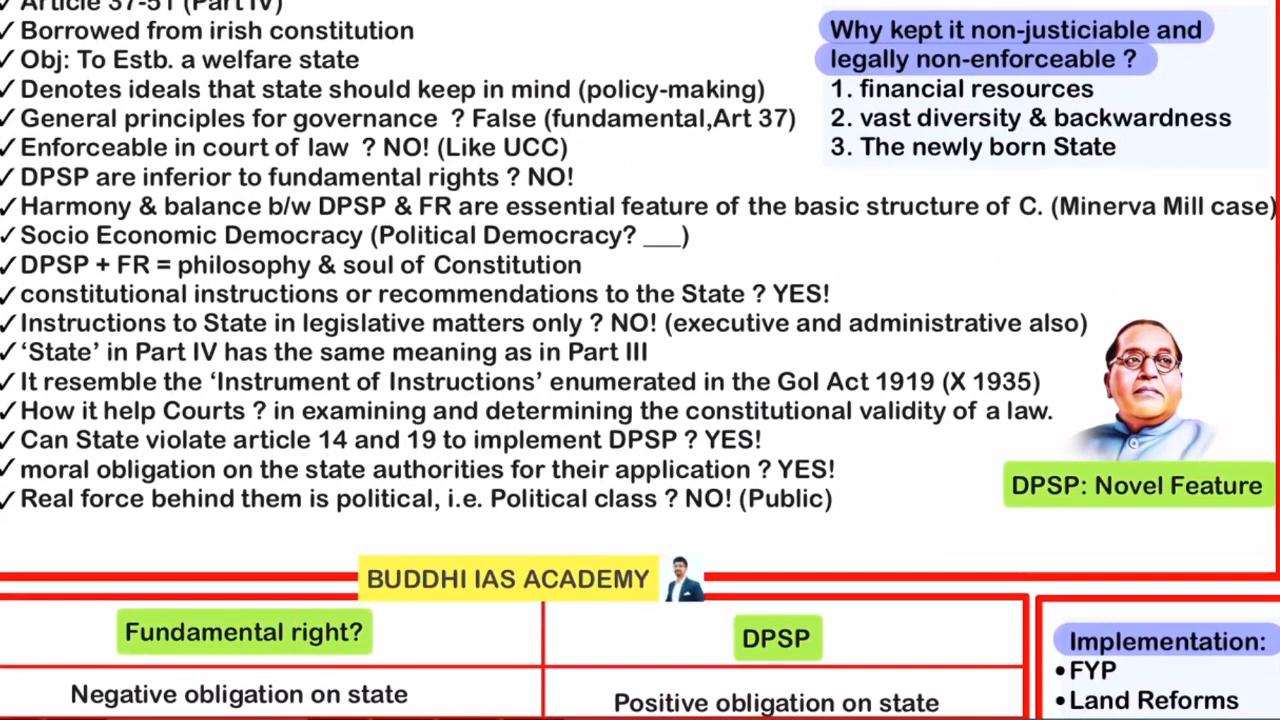 ✓ Article 37-51 (Part IV)
✓ Borrowed from irish constitution
✓ Obj: To Estb. a welfare state
✓ Denotes ideals that state should keep in mind (policy-making)
✓ General principles for governance ? False (fundamental,Art 37)
✓ Enforceable in court of law ? NO! (Like UCC)
✓ DPSP are inferior to fundamental rights ? NO!
✓ Harmony & balance b/w DPSP & FR are essential feature of the basic structure of C. (Minerva Mill case)
✓ Socio Economic Democracy (Political Democracy? ___)
✓ DPSP + FR = philosophy & soul of Constitution
✓ constitutional instructions or recommendations to the State ? YES!
✓ Instructions to State in legislative matters only ? NO! (executive and administrative also)
✓ ‘State’ in Part IV has the same meaning as in Part III
✓ It resemble the ‘Instrument of Instructions’ enumerated in the GoI Act 1919 (X 1935)
✓ How it help Courts ? in examining and determining the constitutional validity of a law.
✓ Can State violate article 14 and 19 to implement DPSP ? YES!
✓ moral obligation on the state authorities for their application ? YES!
✓ Real force behind them is political, i.e. Political class ? NO! (Public)
Why kept it non-justiciable and
legally non-enforceable ?
1. financial resources
2. vast diversity & backwardness
3. The newly born State
DPSP: Novel Feature
BUDDHI IAS ACADEMY
Fundamental right?
DPSP
Negative obligation on state
Positive obligation on state
Implementation:
• FYP
• Land Reforms